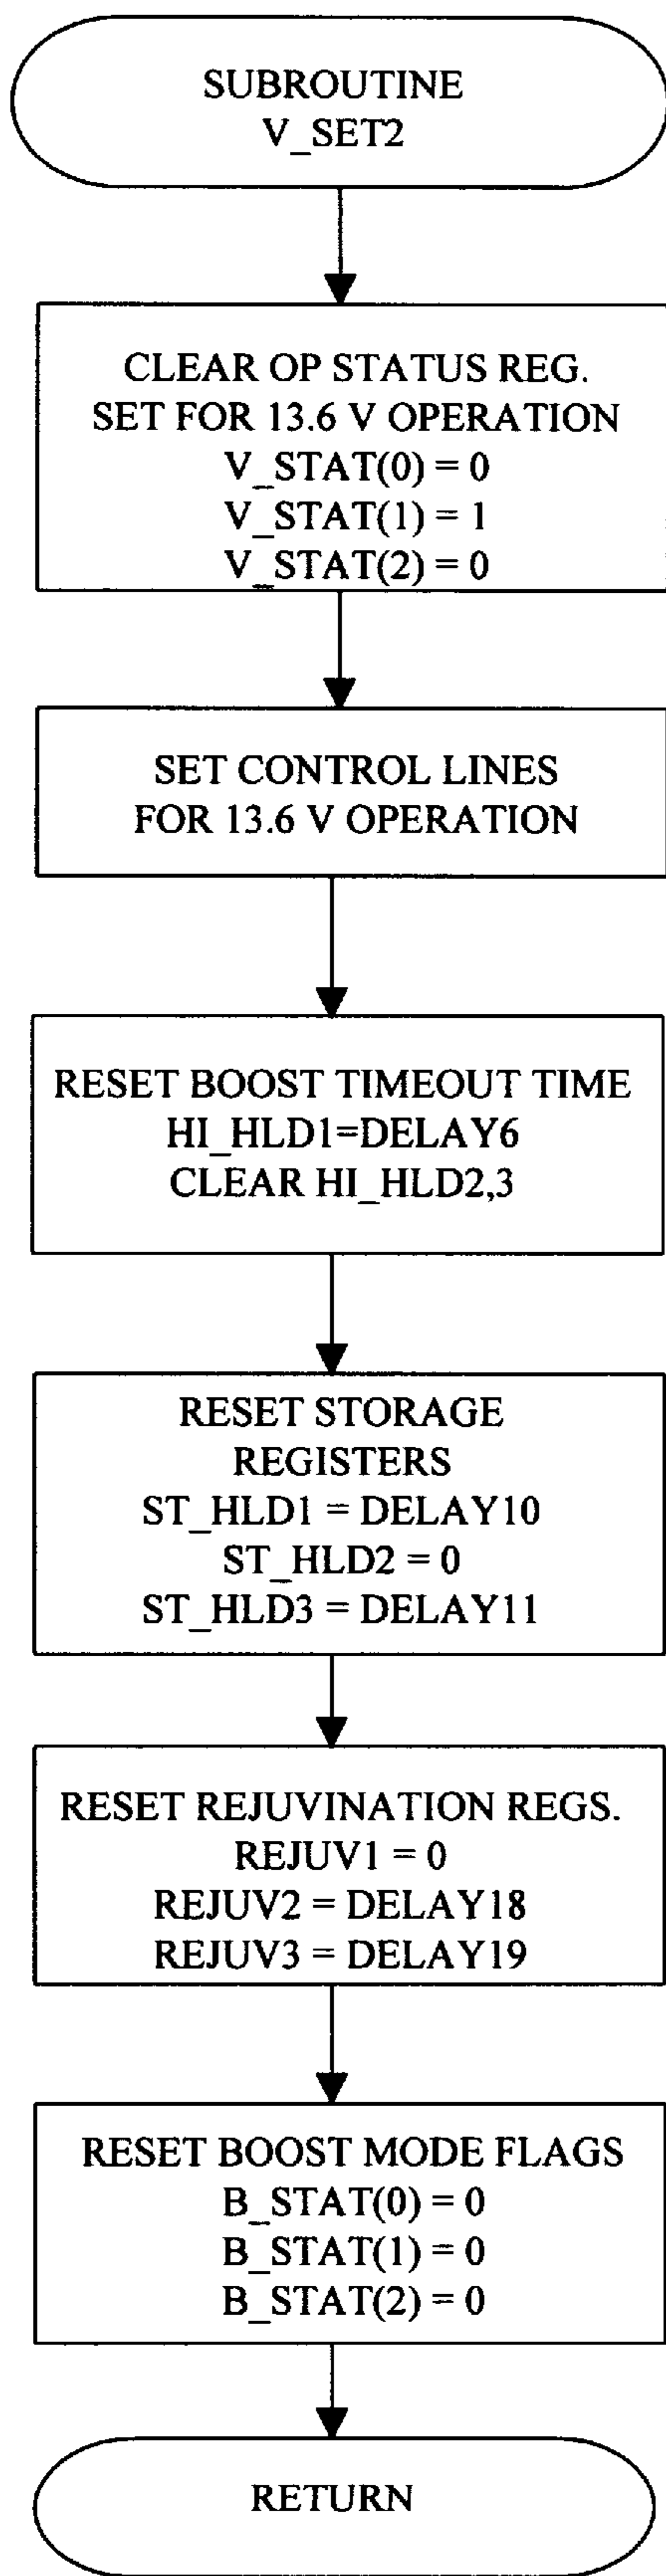 SUBROUTINE
V_SET2
CLEAR OP STATUS REG.
SET FOR 13.6 V OPERATION
V_STAT(0) = 0
V_STAT(1) = 1
V_STAT(2) = 0
SET CONTROL LINES
FOR 13.6 V OPERATION
RESET BOOST TIMEOUT TIME
HI_HLD1=DELAY6
CLEAR HI_HLD2,3
RESET STORAGE
REGISTERS
ST_HLD1 = DELAY10
ST_HLD2 = 0
ST_HLD3 = DELAY11
RESET REJUVINATION REGS.
REJUV1 = 0
REJUV2 = DELAY18
REJUV3 = DELAY19
RESET BOOST MODE FLAGS
B_STAT(0) = 0
B_STAT(1) = 0
B_STAT(2) = 0
RETURN